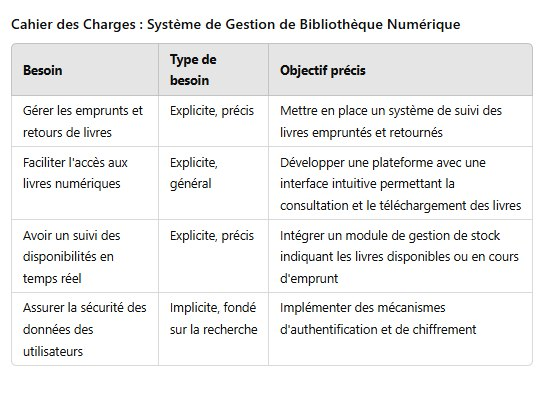 Cahier des Charges : Système de Gestion de Bibliothèque Numérique
Besoin
Type de
besoin
Objectif précis
Gérer les emprunts et
retours de livres
Explicite, précis
Mettre en place un système de suivi des
livres empruntés et retournés
Faciliter l'accès aux
livres numériques
Explicite,
général
Développer une plateforme avec une
interface intuitive permettant la
consultation et le téléchargement des livres
Avoir un suivi des
disponibilités en
temps réel
Explicite, précis
Intégrer un module de gestion de stock
indiquant les livres disponibles ou en cours
d'emprunt
Assurer la sécurité des
données des
utilisateurs
Implicite, fondé
sur la recherche
Implémenter des mécanismes
d'authentification et de chiffrement